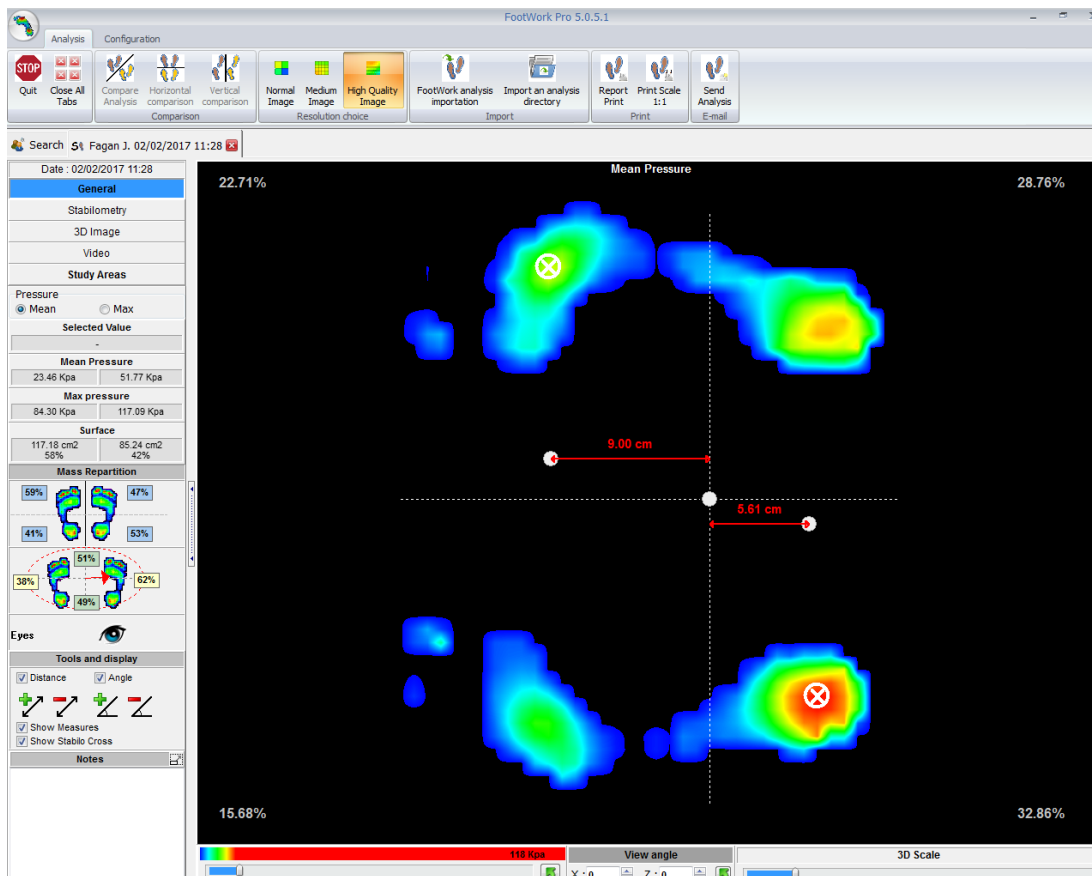 FootWork Pro 5.0.5.1
Analysis Configuration
STOP
Quit
Close All Tabs
Compare Analysis
Horizontal comparison
Vertical comparison
Comparison
Normal Image
Medium Image
High Quality Image
Resolution choice
FootWork analysis importation
Import an analysis directory
Import
Report Print
Print Scale 1:1
Print
Send Analysis
E-mail
Search
Fagan J. 02/02/2017 11:28
Date : 02/02/2017 11:28
General
Stabilometry
3D Image
Video
Study Areas
Pressure
Mean Max
Selected Value
-
Mean Pressure
23.46 Kpa 51.77 Kpa
Max pressure
84.30 Kpa 117.09 Kpa
Surface
117.18 cm2 85.24 cm2
58% 42%
Mass Repartition
59% 47%
41% 53%
51%
38% 62%
49%
Eyes
Tools and display
Distance Angle
Show Measures
Show Stabilo Cross
Notes
Mean Pressure
22.71% 28.76%
9.00 cm
5.61 cm
15.68% 32.86%
118 Kpa
View angle
3D Scale
X : 0 Z : 0